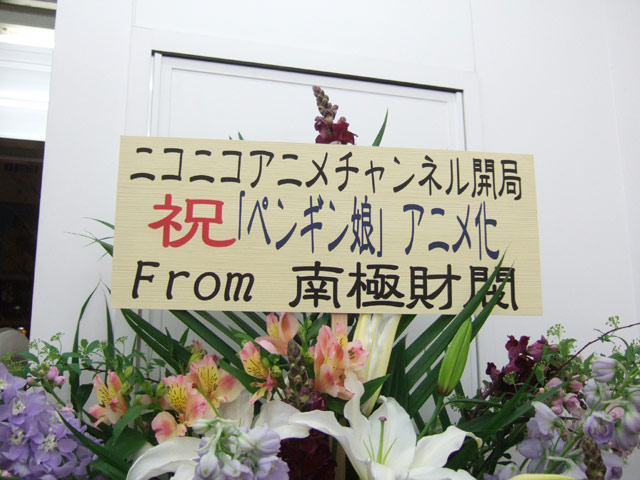 ニコニコアニメチャンネル開局
祝「ペンギン娘」アニメ化
From 南極財閥